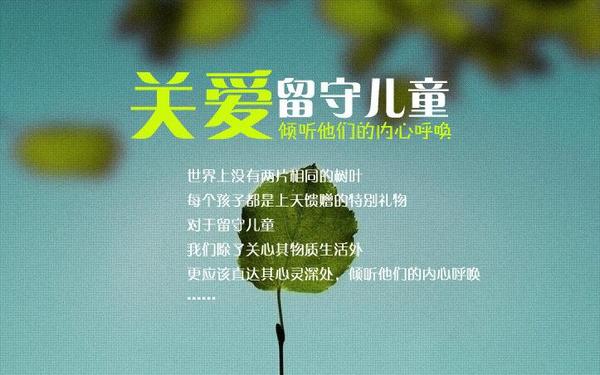 关爱留守儿童
倾听他们的内心呼唤
世界上没有两片相同的树叶
每个孩子都是上天馈赠的特别礼物
对于留守儿童
我们除了关心其物质生活外
更应该直达其心灵深处，倾听他们的内心呼唤
······